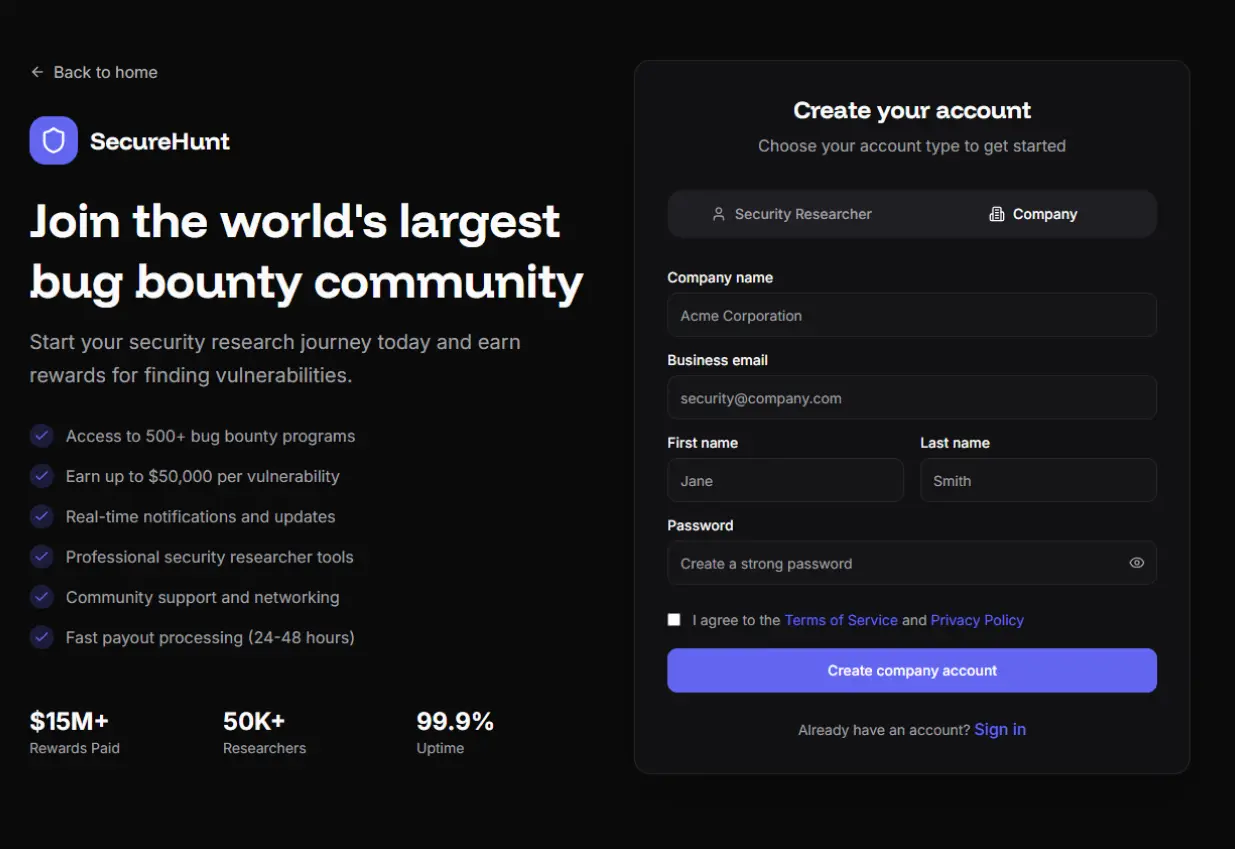 Back to home
SecureHunt
Join the world's largest
bug bounty community
Start your security research journey today and earn
rewards for finding vulnerabilities.
Access to 500+ bug bounty programs
Earn up to $50,000 per vulnerability
Real-time notifications and updates
Professional security researcher tools
Community support and networking
Fast payout processing (24-48 hours)
$15M+ 50K+ 99.9%
Rewards Paid Researchers Uptime
Create your account
Choose your account type to get started
Security Researcher Company
Company name
Acme Corporation
Business email
security@company.com
First name Last name
Jane Smith
Password
Create a strong password
I agree to the Terms of Service and Privacy Policy
Create company account
Already have an account? Sign in